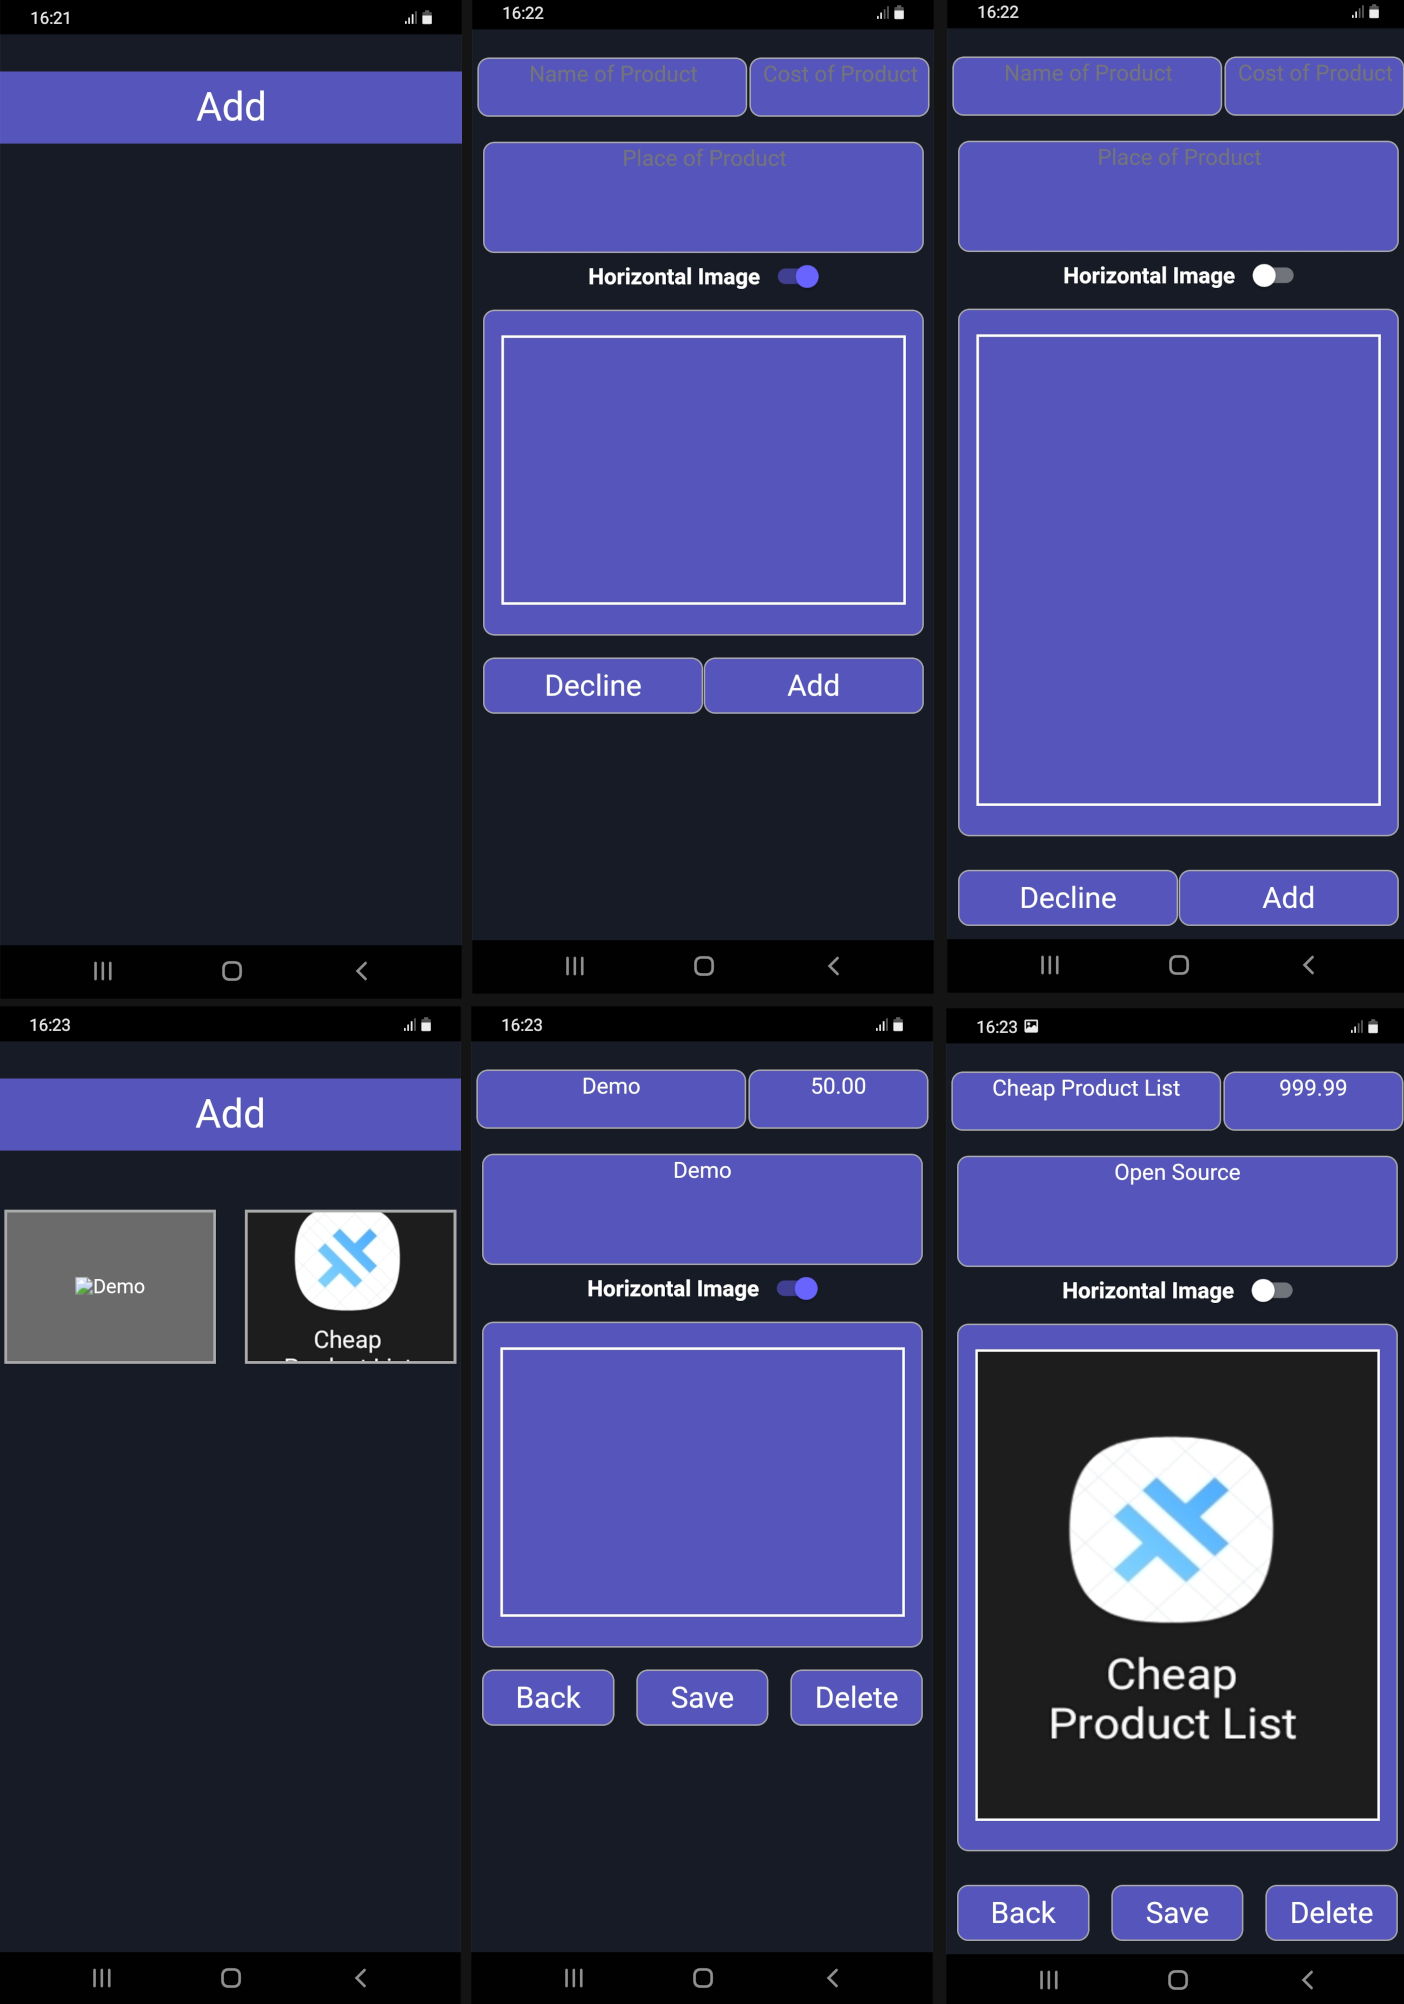 16:21
Add
16:22
Name of Product
Cost of Product
Place of Product
Horizontal Image
Decline
Add
16:22
Name of Product
Cost of Product
Place of Product
Horizontal Image
Decline
Add
16:23
Add
Demo
Cheap
Product List
16:23
Demo
50.00
Demo
Horizontal Image
Back
Save
Delete
16:23
Cheap Product List
999.99
Open Source
Horizontal Image
Cheap
Product List
Back
Save
Delete